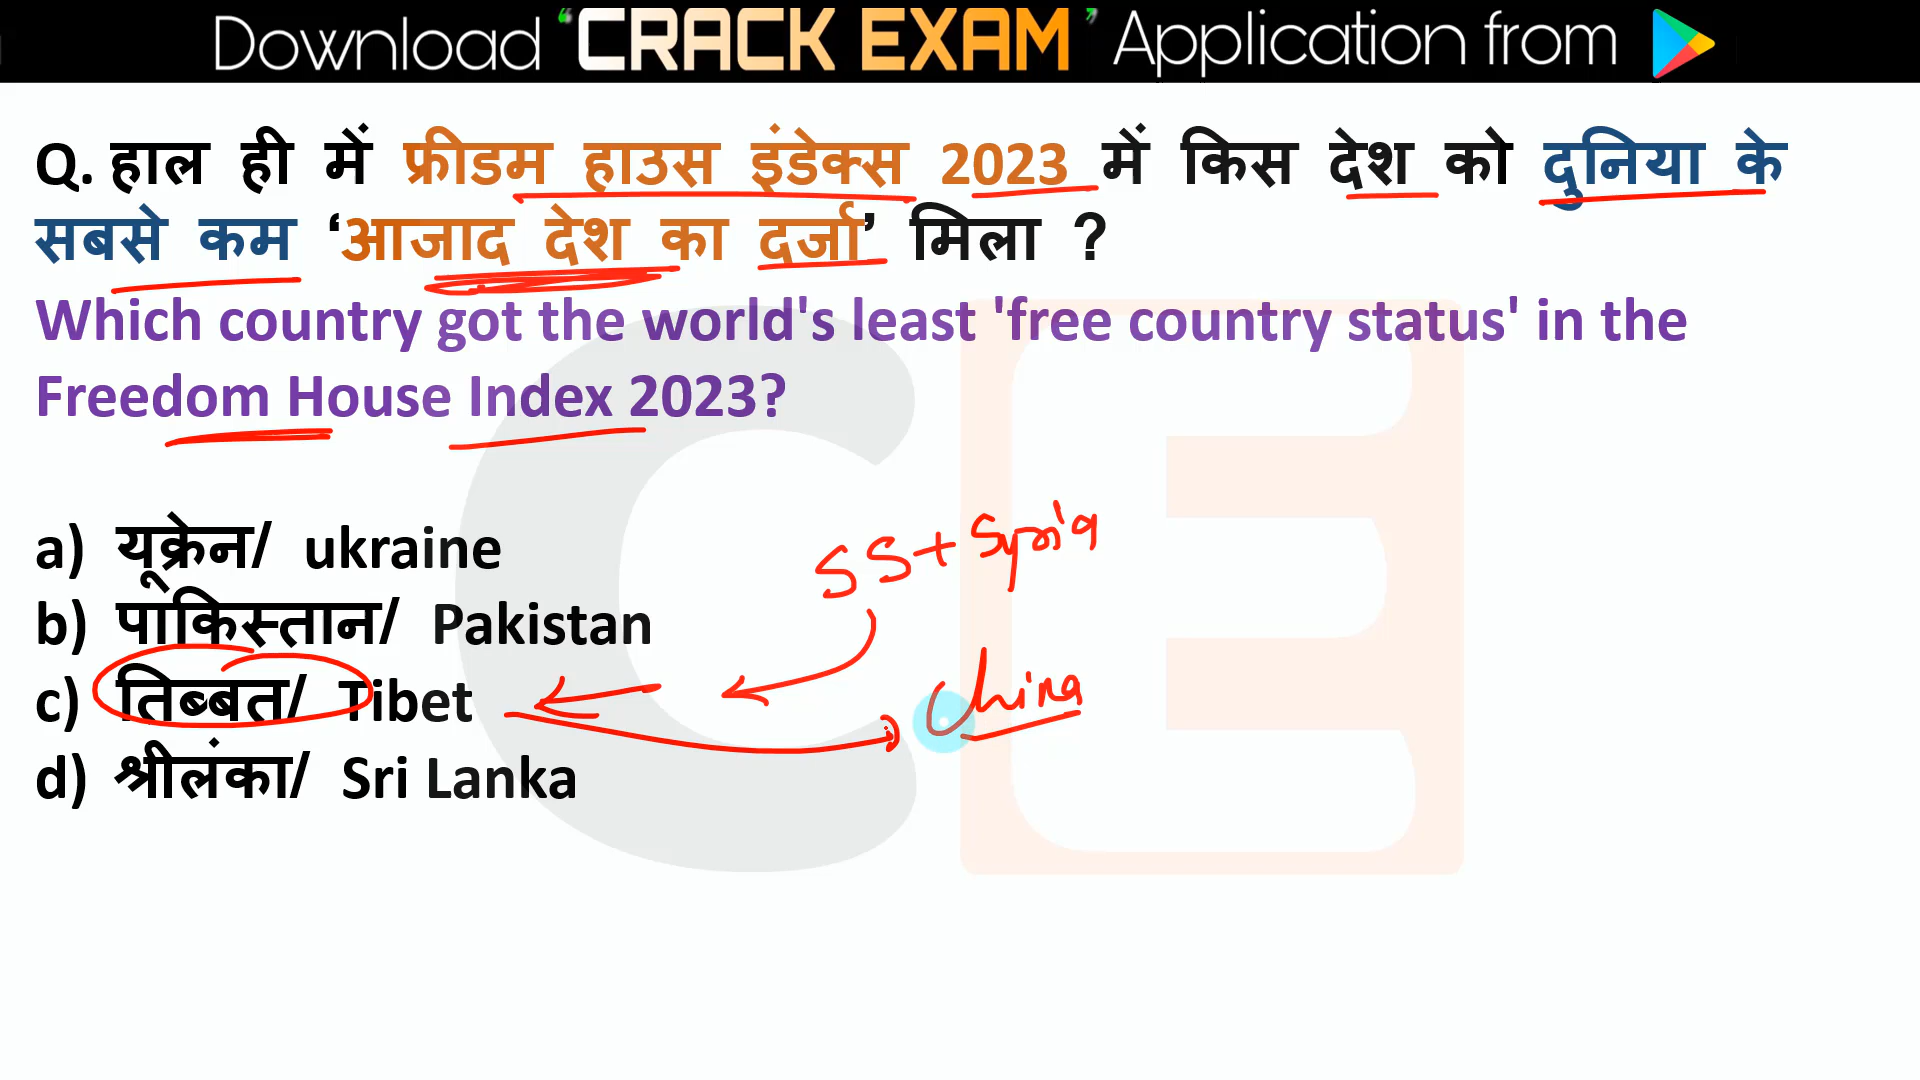 Download ‘CRACK EXAM’ Application from
Q. हाल ही में फ्रीडम हाउस इंडेक्स 2023 में किस देश को दुनिया के
सबसे कम ‘आजाद देश का दर्जा’ मिला ?
Which country got the world's least 'free country status' in the
Freedom House Index 2023?
a) यूक्रेन/ ukraine
SS + Syria
b) पाकिस्तान/ Pakistan
c) तिब्बत/ Tibet
China
d) श्रीलंका/ Sri Lanka
CE